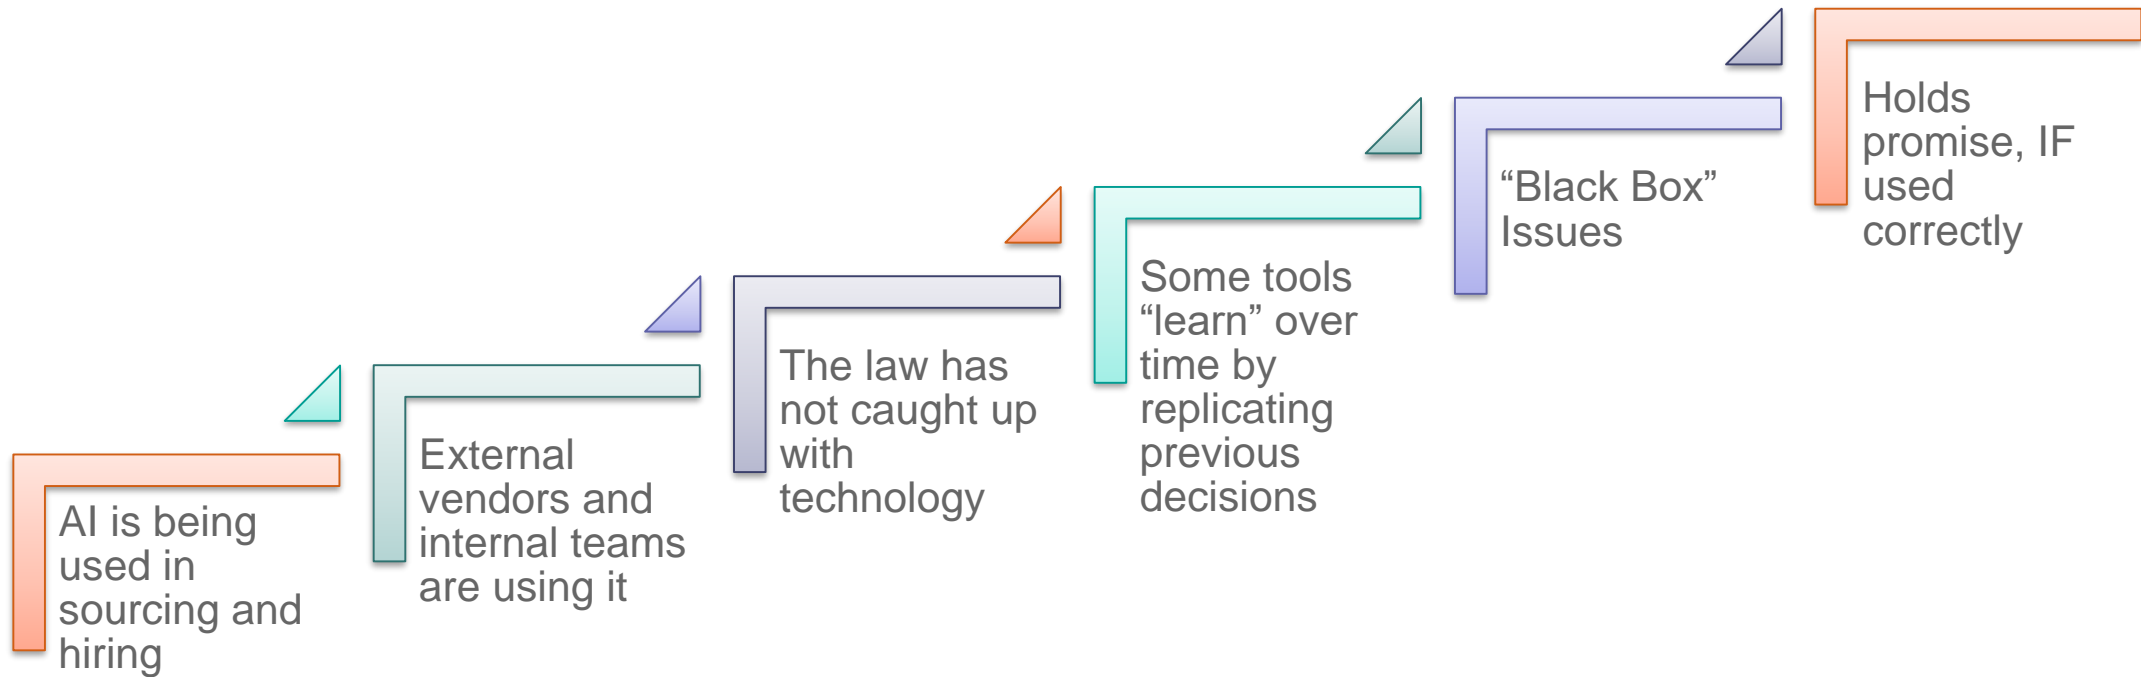 AI is being
used in
sourcing and
hiring
External
vendors and
internal teams
are using it
The law has
not caught up
with
technology
Some tools
“learn” over
time by
replicating
previous
decisions
“Black Box”
Issues
Holds
promise, IF
used
correctly